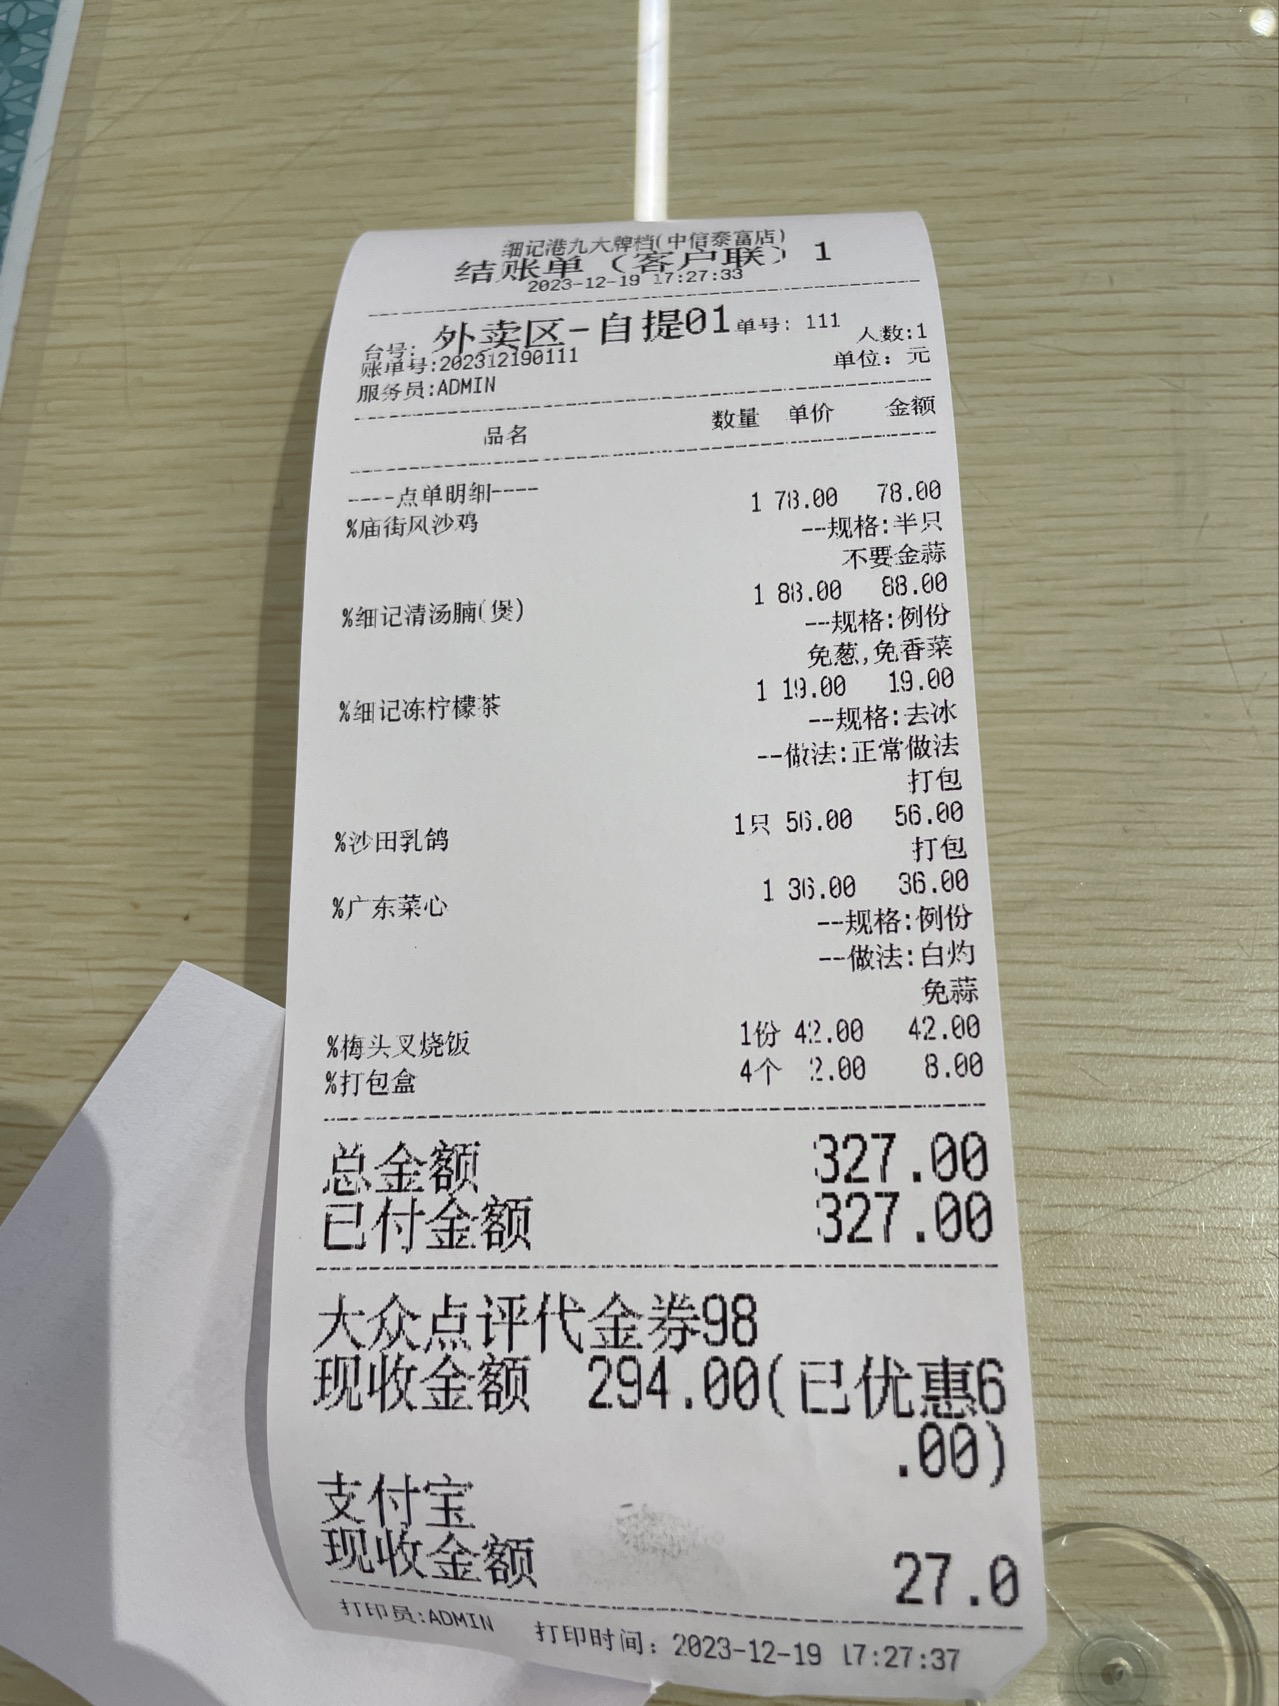 细记港九大牌档(中信泰富店)
结账单（客户联）1
2023-12-19 17:27:33
台号: 外卖区-自提01 单号: 111
账单号:202312190111 人数:1
服务员:ADMIN 单位: 元
品名 数量 单价 金额
----点单明细----
%庙街风沙鸡 1 78.00 78.00
--规格:半只
不要金蒜
%细记清汤腩(煲) 1 88.00 88.00
--规格:例份
免葱,免香菜
%细记冻柠檬茶 1 19.00 19.00
--规格:去冰
--做法:正常做法
打包
%沙田乳鸽 1只 56.00 56.00
打包
%广东菜心 1 36.00 36.00
--规格:例份
--做法:白灼
免蒜
%梅头叉烧饭 1份 42.00 42.00
%打包盒 4个 2.00 8.00
总金额 327.00
已付金额 327.00
大众点评代金券98
现收金额 294.00(已优惠6
.00)
支付宝
现收金额 27.0
打印员:ADMIN 打印时间: 2023-12-19 17:27:37